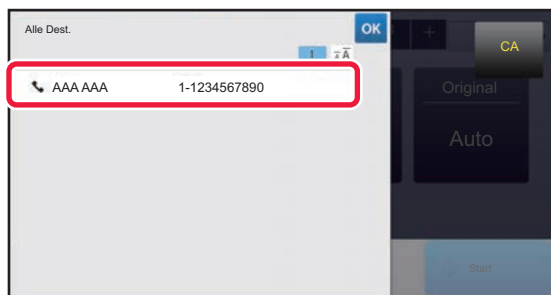 Alle Dest.
OK
CA
1
AAA AAA 1-1234567890
Original
Auto
Start